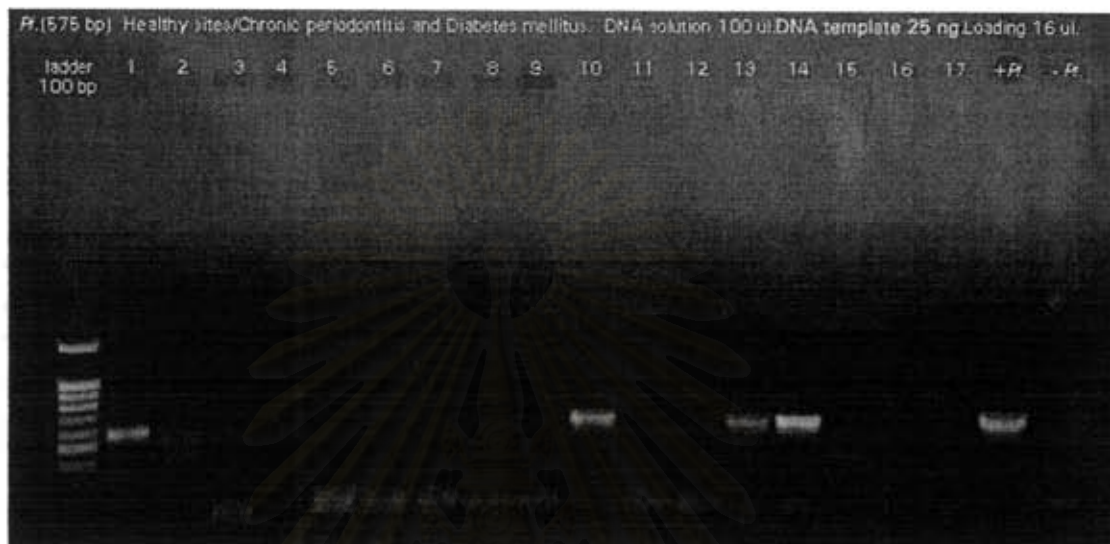 Pi.(575 bp) Healthy sites/Chronic periodontitis and Diabetes mellitus. DNA solution 100 ul.DNA template 25 ng.Loading 16 ul.
ladder 1 2 3 4 5 6 7 8 9 10 11 12 13 14 15 16 17 +Pi - Pi.
100 bp